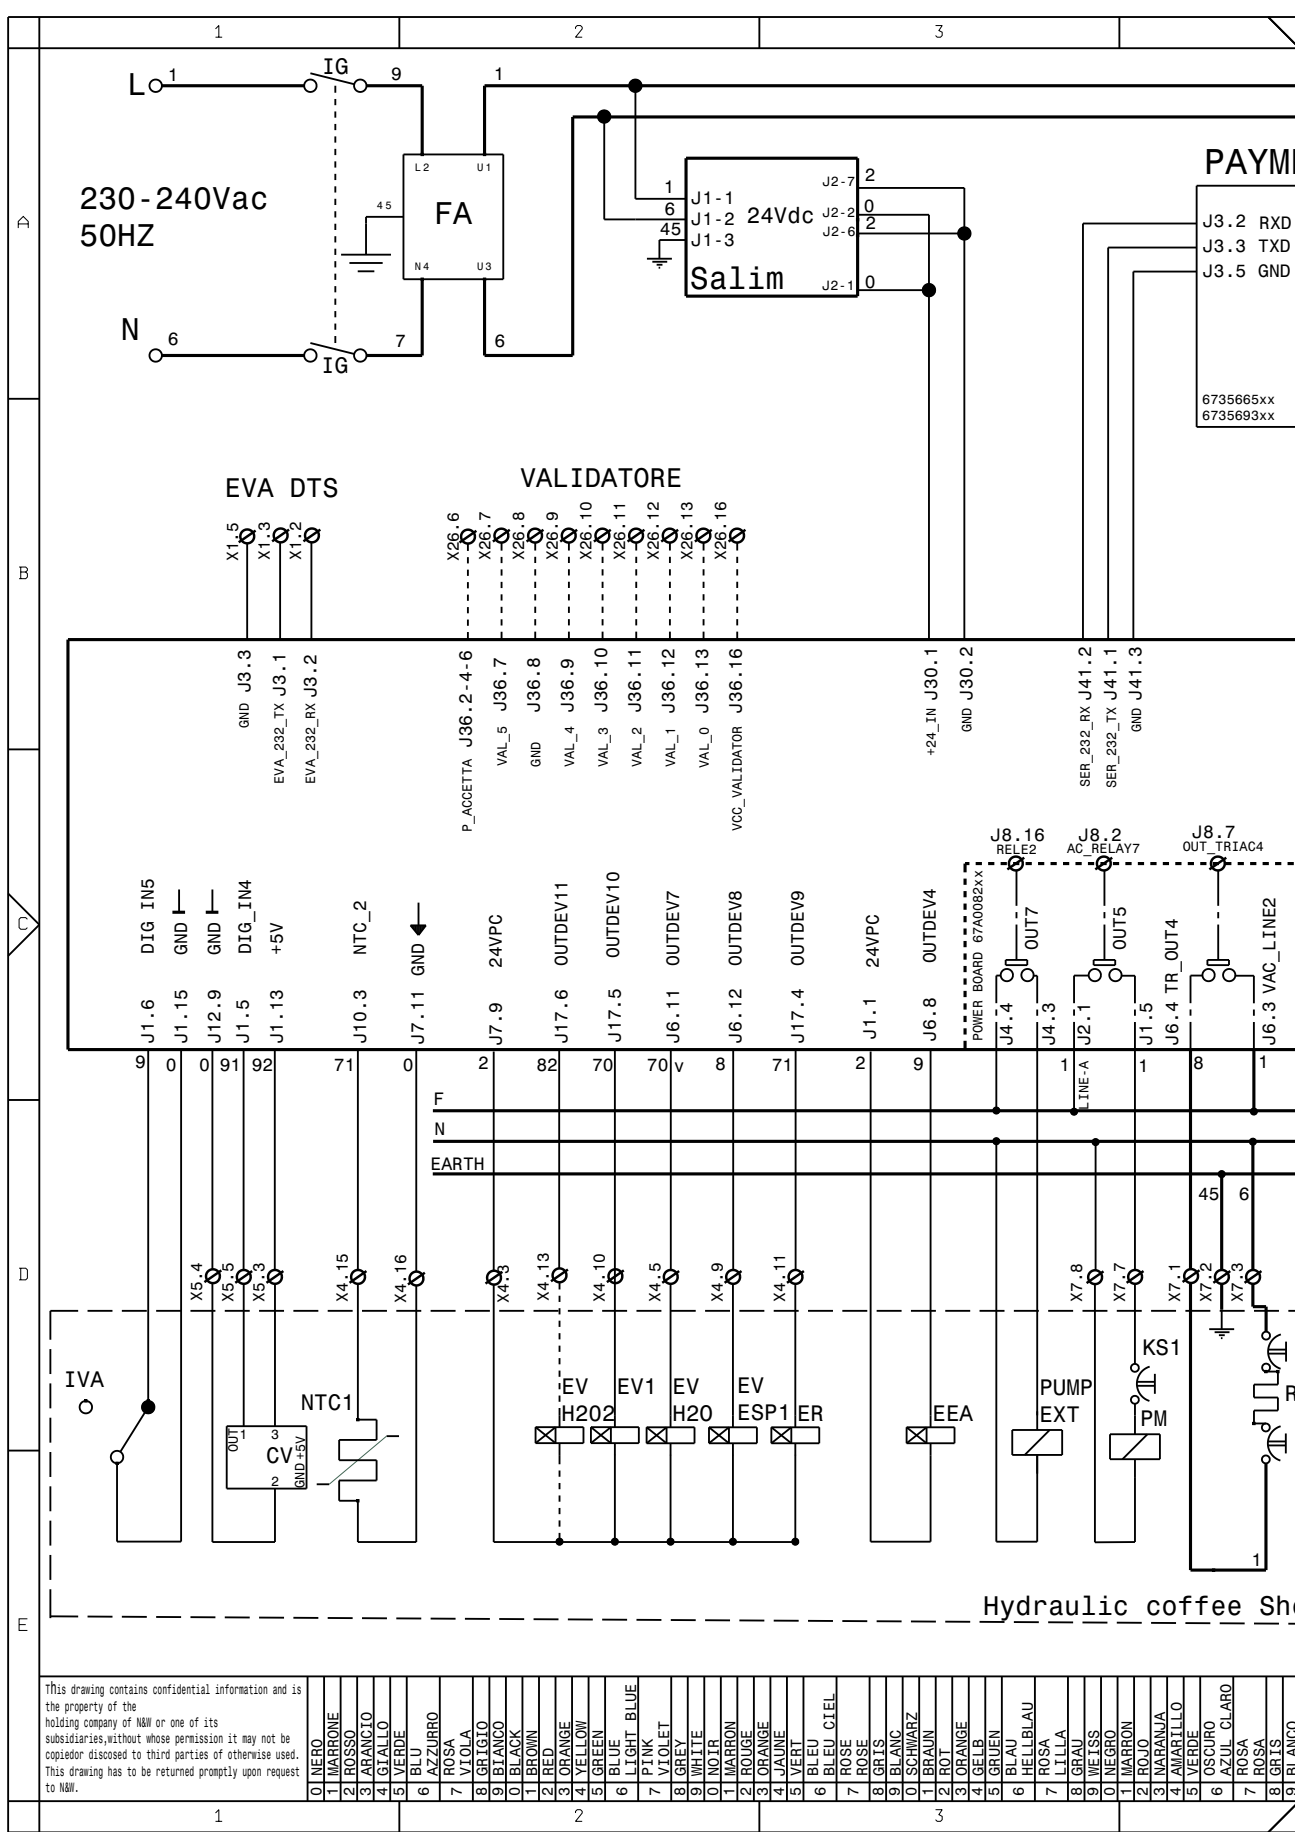 1
2
3
L
1
IG
9
1
L2
U1
PAYM
230-240Vac
50HZ
45
FA
1
6
45
J1-1
J1-2
J1-3
24Vdc
Salim
J2-7
J2-2
J2-6
J2-1
2
0
2
0
J3.2 RXD
J3.3 TXD
J3.5 GND
A
N4
U3
N
6
IG
7
6
6735665xx
6735693xx
EVA DTS
VALIDATORE
X1.5
X1.3
X1.2
X26.6
X26.7
X26.8
X26.9
X26.10
X26.11
X26.12
X26.13
X26.16
B
GND J3.3
EVA_232_TX J3.1
EVA_232_RX J3.2
P_ACCETTA J36.2-4-6
VAL_5 J36.7
GND J36.8
VAL_4 J36.9
VAL_3 J36.10
VAL_2 J36.11
VAL_1 J36.12
VAL_0 J36.13
VCC_VALIDATOR J36.16
+24_IN J30.1
GND J30.2
SER_232_RX J41.2
SER_232_TX J41.1
GND J41.3
J8.16
RELE2
J8.2
AC_RELAY7
J8.7
OUT_TRIAC4
POWER BOARD 67A0082xx
OUT7
OUT5
C
J1.6 DIG IN5
J1.15 GND
J12.9 GND
J1.5 DIG_IN4
J1.13 +5V
J10.3 NTC_2
J7.11 GND
J7.9 24VPC
J17.6 OUTDEV11
J17.5 OUTDEV10
J6.11 OUTDEV7
J6.12 OUTDEV8
J17.4 OUTDEV9
J1.1 24VPC
J6.8 OUTDEV4
J4.4
J4.3
J2.1
J1.5
J6.4 TR_OUT4
J6.3 VAC_LINE2
9
0
0
91
92
71
0
2
82
70
70
v
8
71
2
9
1
1
8
1
LINE-A
F
N
EARTH
45
6
D
X5.4
X5.5
X5.3
X4.15
X4.16
X4.3
X4.13
X4.10
X4.5
X4.9
X4.11
X7.8
X7.7
X7.1
X7.2
X7.3
IVA
NTC1
EV
H2O2
EV1
EV
H2O
EV
ESP1
ER
EEA
PUMP
EXT
KS1
PM
R
OUT
1
3
CV
2
GND
+5V
1
Hydraulic coffee Sh
E
This drawing contains confidential information and is
the property of the
holding company of N&W or one of its
subsidiaries,without whose permission it may not be
copiedor discosed to third parties of otherwise used.
This drawing has to be returned promptly upon request
to N&W.
0 NERO
1 MARRONE
2 ROSSO
3 ARANCIO
4 GIALLO
5 VERDE
6 BLU
AZZURRO
7 ROSA
VIOLA
8 GRIGIO
9 BIANCO
0 BLACK
1 BROWN
2 RED
3 ORANGE
4 YELLOW
5 GREEN
6 BLUE
LIGHT BLUE
7 PINK
VIOLET
8 GREY
9 WHITE
0 NOIR
1 MARRON
2 ROUGE
3 ORANGE
4 JAUNE
5 VERT
6 BLEU
BLEU CIEL
7 ROSE
ROSE
8 GRIS
9 BLANC
0 SCHWARZ
1 BRAUN
2 ROT
3 ORANGE
4 GELB
5 GRUEN
6 BLAU
HELLBLAU
7 ROSA
LILLA
8 GRAU
9 WEISS
0 NEGRO
1 MARRON
2 ROJO
3 NARANJA
4 AMARILLO
5 VERDE
6 OSCURO
AZUL CLARO
7 ROSA
ROSA
8 GRIS
9 BLANCO
1
2
3